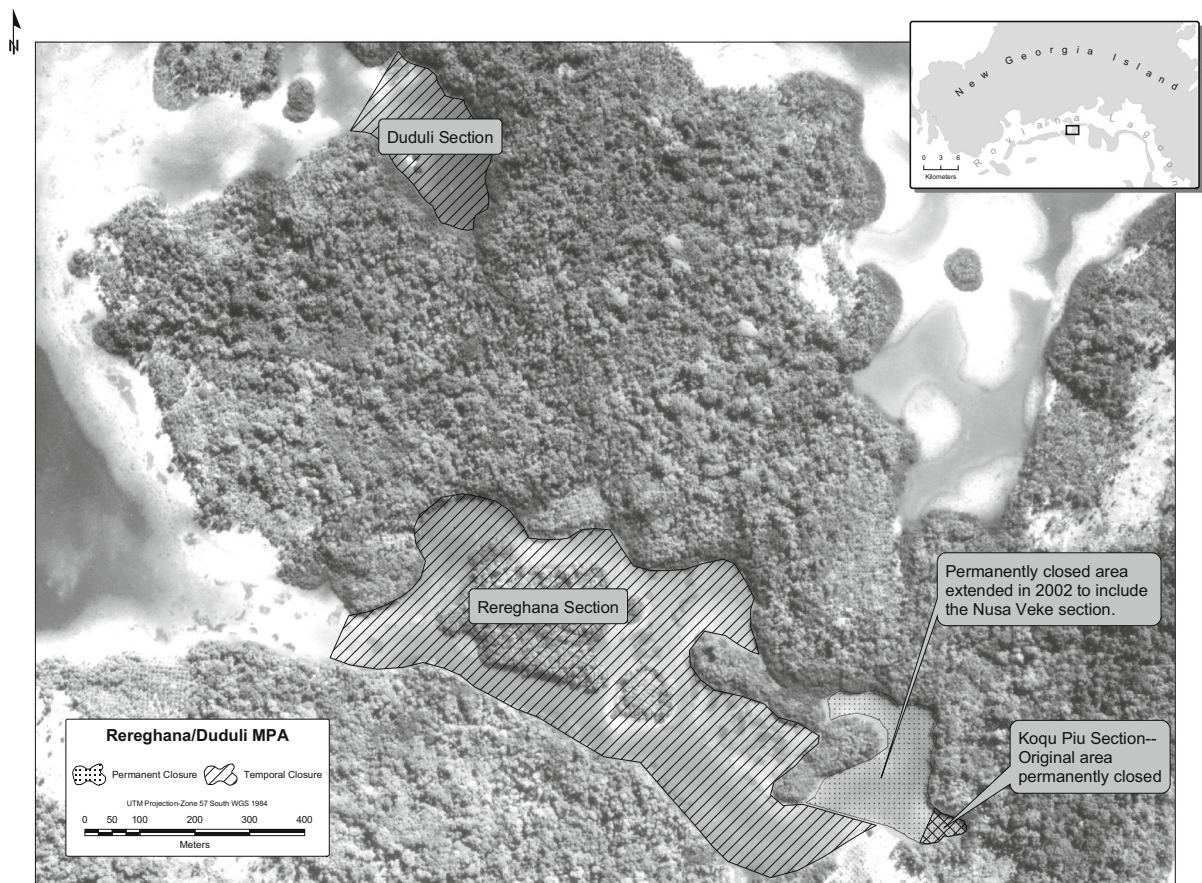 N
New Georgia Island
Roviana Lagoon
0 3 6
Kilometers
Duduli Section
Rereghana Section
Permanently closed area
extended in 2002 to include
the Nusa Veke section.
Koqu Piu Section--
Original area
permanently closed
Rereghana/Duduli MPA
Permanent Closure
Temporal Closure
UTM Projection-Zone 57 South WGS 1984
0 50 100 200 300 400
Meters